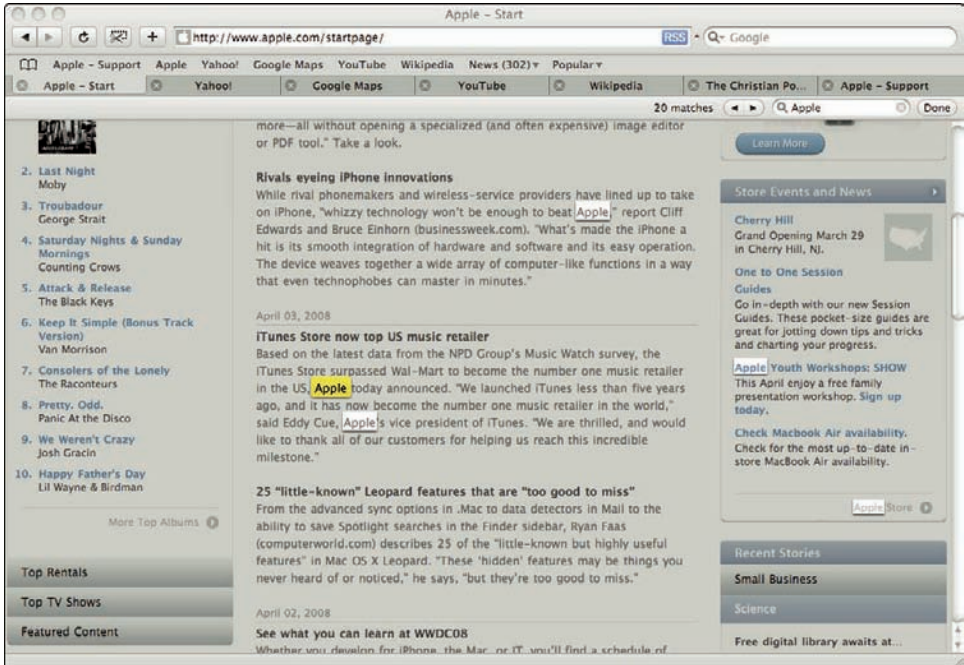 Apple – Start
http://www.apple.com/startpage/
RSS
Google
Apple – Support Apple Yahoo! Google Maps YouTube Wikipedia News (302) Popular
Apple – Start Yahoo! Google Maps YouTube Wikipedia The Christian Po... Apple – Support
20 matches Apple Done
2. Last Night
Moby
3. Troubadour
George Strait
4. Saturday Nights & Sunday
Mornings
Counting Crows
5. Attack & Release
The Black Keys
6. Keep It Simple (Bonus Track
Version)
Van Morrison
7. Consolers of the Lonely
The Raconteurs
8. Pretty. Odd.
Panic At the Disco
9. We Weren't Crazy
Josh Gracin
10. Happy Father's Day
Lil Wayne & Birdman
More Top Albums
Top Rentals
Top TV Shows
Featured Content
more—all without opening a specialized (and often expensive) image editor
or PDF tool." Take a look.
Rivals eyeing iPhone innovations
While rival phonemakers and wireless-service providers have lined up to take
on iPhone, "whizzy technology won't be enough to beat Apple," report Cliff
Edwards and Bruce Einhorn (businessweek.com). "What's made the iPhone a
hit is its smooth integration of hardware and software and its easy operation.
The device weaves together a wide array of computer-like functions in a way
that even technophobes can master in minutes."
April 03, 2008
iTunes Store now top US music retailer
Based on the latest data from the NPD Group's Music Watch survey, the
iTunes Store surpassed Wal-Mart to become the number one music retailer
in the US, Apple today announced. "We launched iTunes less than five years
ago, and it has now become the number one music retailer in the world,"
said Eddy Cue, Apple's vice president of iTunes. "We are thrilled, and would
like to thank all of our customers for helping us reach this incredible
milestone."
25 "little-known" Leopard features that are "too good to miss"
From the advanced sync options in .Mac to data detectors in Mail to the
ability to save Spotlight searches in the Finder sidebar, Ryan Faas
(computerworld.com) describes 25 of the "little-known but highly useful
features" in Mac OS X Leopard. "These 'hidden' features may be things you
never heard of or noticed," he says, "but they're too good to miss."
April 02, 2008
See what you can learn at WWDC08
Whether you develop for iPhone, the Mac, or IT, you'll find a schedule of
Learn More
Store Events and News
Cherry Hill
Grand Opening March 29
in Cherry Hill, NJ.
One to One Session
Guides
Go in-depth with our new Session
Guides. These pocket-size guides are
great for jotting down tips and tricks
and charting your progress.
Apple Youth Workshops: SHOW
This April enjoy a free family
presentation workshop. Sign up
today.
Check Macbook Air availability.
Check for the most up-to-date in-
store MacBook Air availability.
Apple Store
Recent Stories
Small Business
Science
Free digital library awaits at...